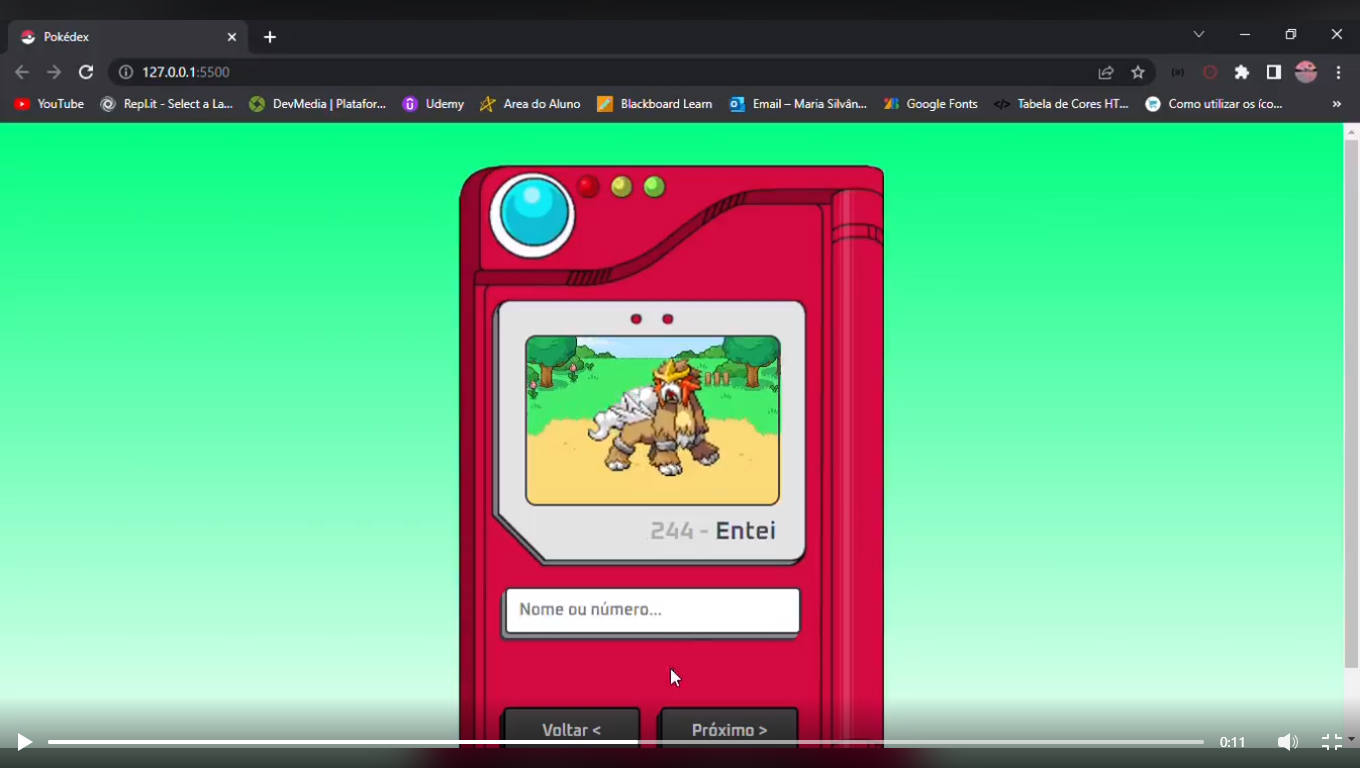 Pokédex
127.0.0.1:5500
YouTube
Repl.it - Select a La...
DevMedia | Platafor...
Udemy
Area do Aluno
Blackboard Learn
Email – Maria Silvân...
Google Fonts
Tabela de Cores HT...
Como utilizar os íco...
»
244 - Entei
Nome ou número...
Voltar <
Próximo >
0:11